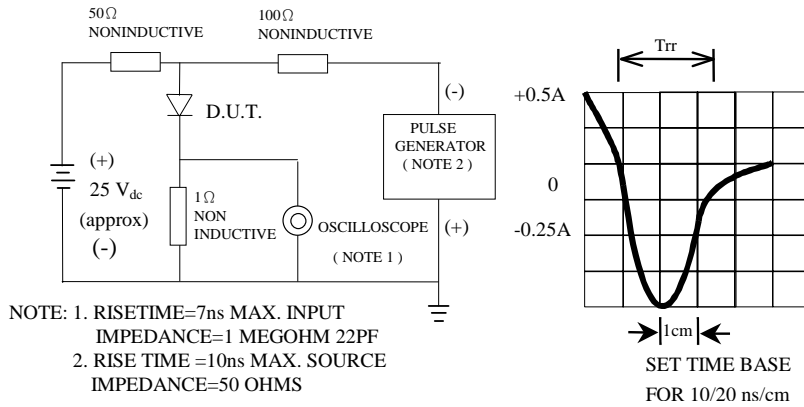 50Ω
NONINDUCTIVE
100Ω
NONINDUCTIVE
D.U.T.
(+)
25 Vdc
(approx)
(-)
1Ω
NON
INDUCTIVE
OSCILLOSCOPE
( NOTE 1 )
(-)
PULSE
GENERATOR
( NOTE 2 )
(+)
NOTE: 1. RISETIME=7ns MAX. INPUT
IMPEDANCE=1 MEGOHM 22PF
2. RISE TIME =10ns MAX. SOURCE
IMPEDANCE=50 OHMS
Trr
+0.5A
0
-0.25A
1cm
SET TIME BASE
FOR 10/20 ns/cm